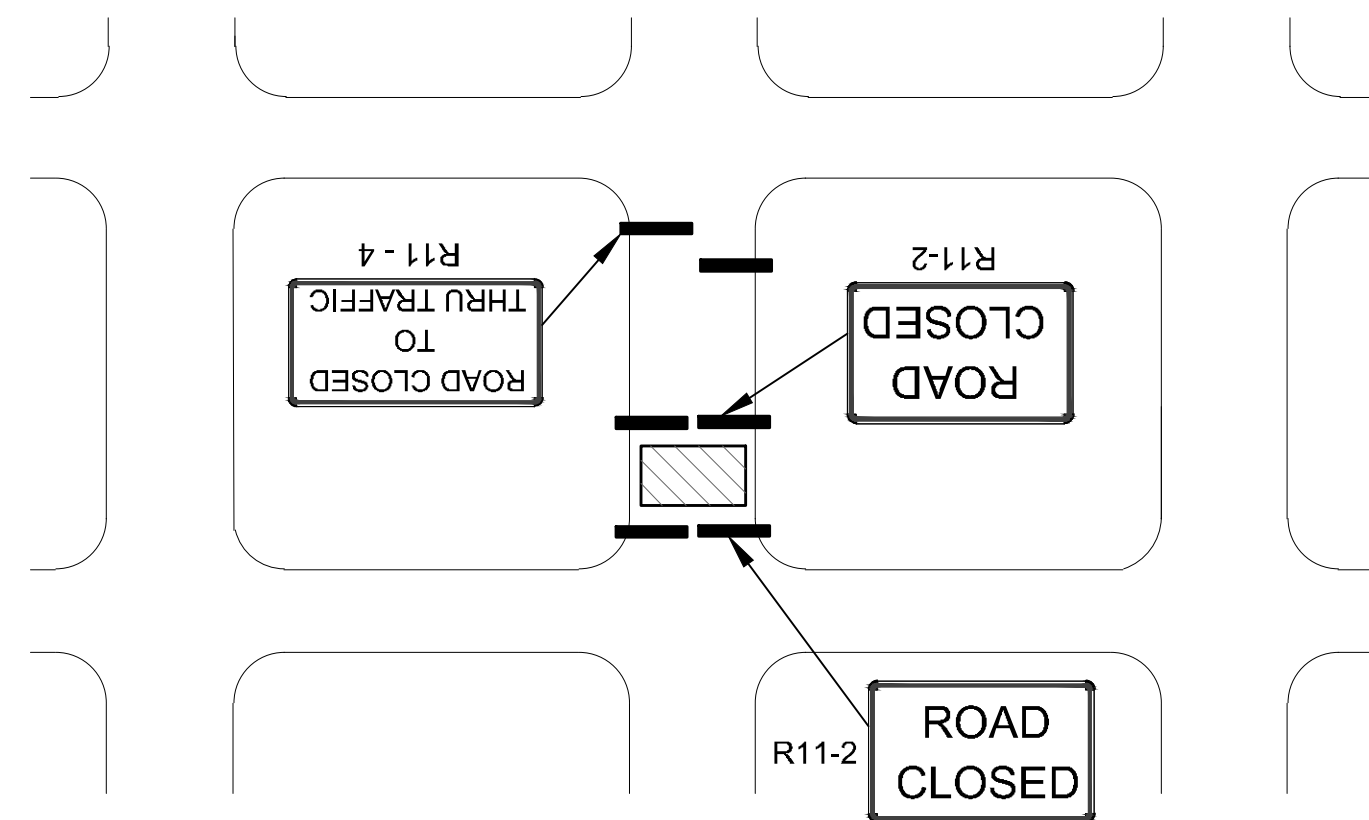 R11 - 4
ROAD CLOSED
TO
THRU TRAFFIC
R11-2
ROAD
CLOSED
R11-2
ROAD
CLOSED